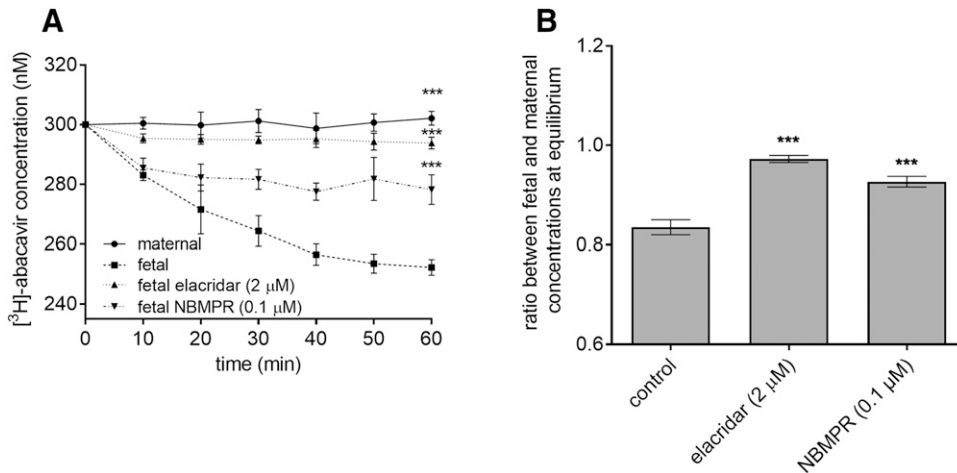 A
[³H]-abacavir concentration (nM)
320
300
280
260
240
***
***
***
maternal
fetal
fetal elacridar (2 μM)
fetal NBMPR (0.1 μM)
0 10 20 30 40 50 60
time (min)
B
ratio between fetal and maternal
concentrations at equilibrium
1.2
1.0
0.8
0.6
***
***
control
elacridar (2 μM)
NBMPR (0.1 μM)